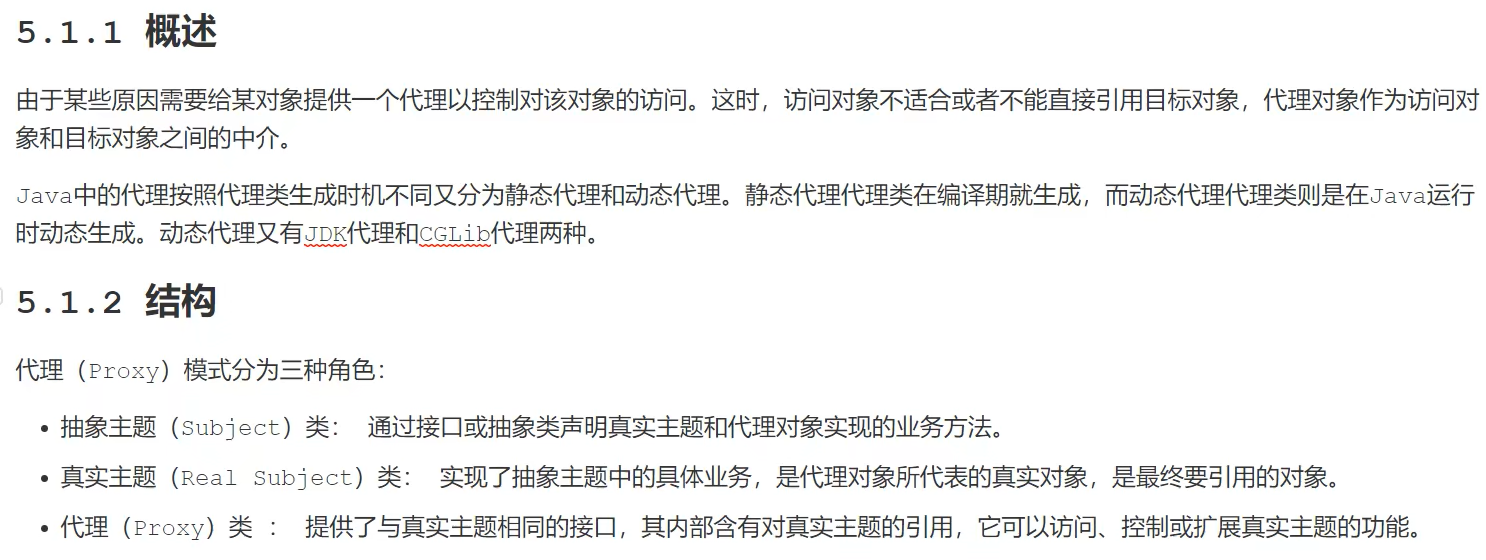 5.1.1 概述
由于某些原因需要给某对象提供一个代理以控制对该对象的访问。这时，访问对象不适合或者不能直接引用目标对象，代理对象作为访问对
象和目标对象之间的中介。
Java中的代理按照代理类生成时机不同又分为静态代理和动态代理。静态代理代理类在编译期就生成，而动态代理代理类则是在Java运行
时动态生成。动态代理又有JDK代理和CGLib代理两种。
5.1.2 结构
代理（Proxy）模式分为三种角色：
• 抽象主题（Subject）类： 通过接口或抽象类声明真实主题和代理对象实现的业务方法。
• 真实主题（Real Subject）类： 实现了抽象主题中的具体业务，是代理对象所代表的真实对象，是最终要引用的对象。
• 代理（Proxy）类 ： 提供了与真实主题相同的接口，其内部含有对真实主题的引用，它可以访问、控制或扩展真实主题的功能。